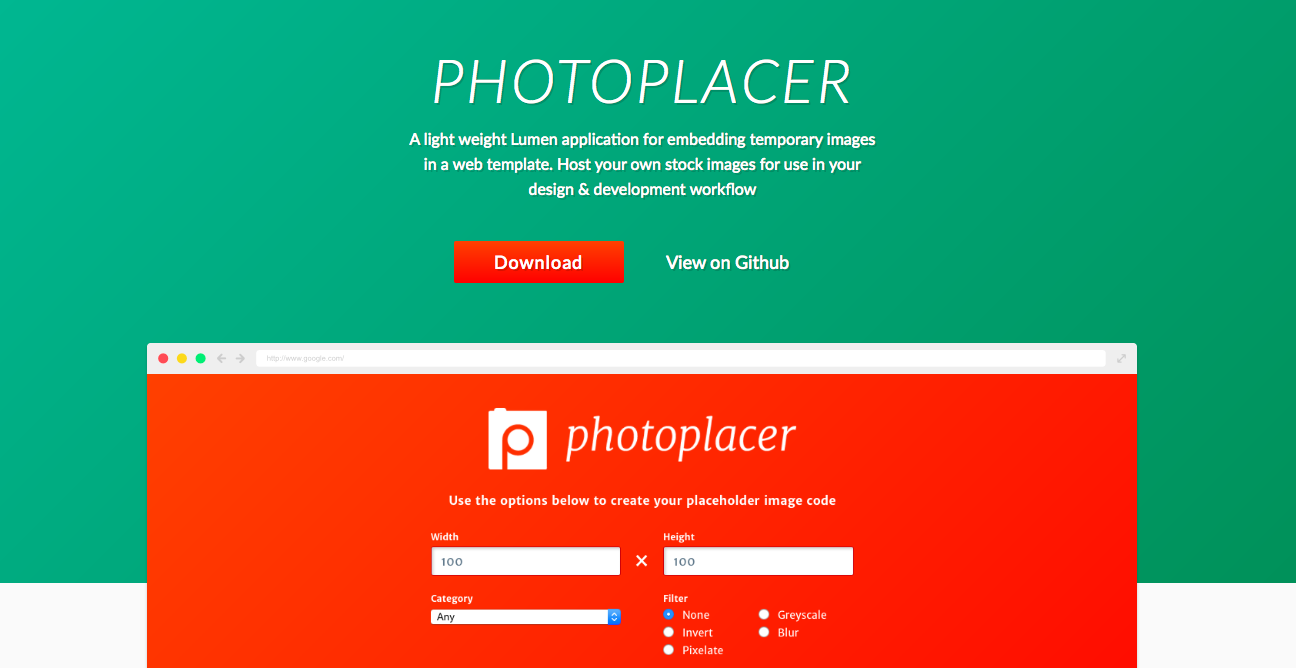 PHOTOPLACER
A light weight Lumen application for embedding temporary images
in a web template. Host your own stock images for use in your
design & development workflow
Download
View on Github
http://www.google.com/
p photoplacer
Use the options below to create your placeholder image code
Width
Height
100
×
100
Category
Filter
Any
None
Greyscale
Invert
Blur
Pixelate